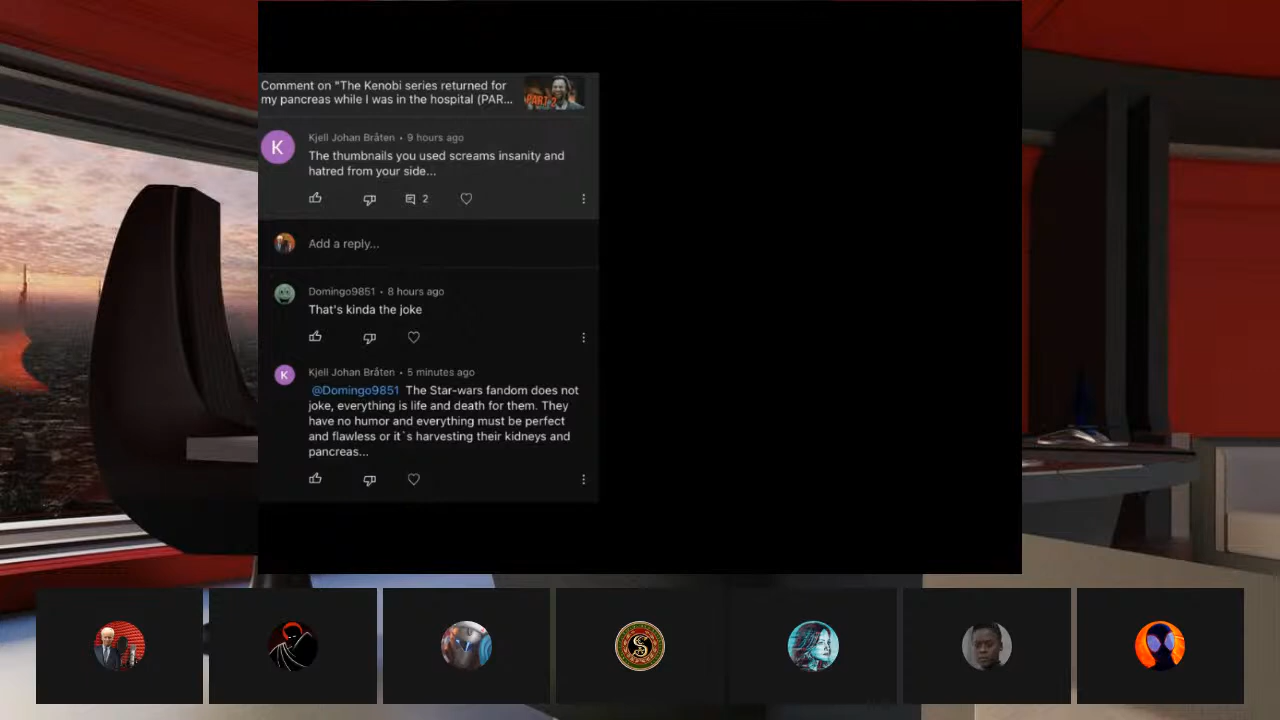 Comment on "The Kenobi series returned for
my pancreas while I was in the hospital (PAR...
PART 2
Kjell Johan Bråten • 9 hours ago
K
The thumbnails you used screams insanity and
hatred from your side...
2
Add a reply...
Domingo9851 • 8 hours ago
That's kinda the joke
K
Kjell Johan Bråten • 5 minutes ago
@Domingo9851 The Star-wars fandom does not
joke, everything is life and death for them. They
have no humor and everything must be perfect
and flawless or it`s harvesting their kidneys and
pancreas...
S